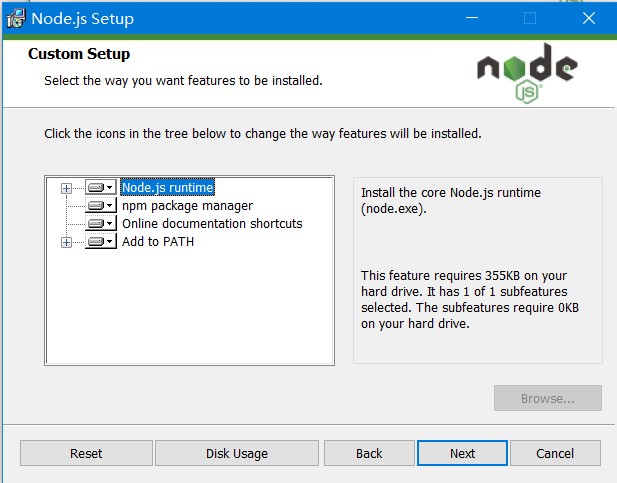 Node.js Setup
Custom Setup
Select the way you want features to be installed.
node
JS
Click the icons in the tree below to change the way features will be installed.
Node.js runtime
npm package manager
Online documentation shortcuts
Add to PATH
Install the core Node.js runtime
(node.exe).
This feature requires 355KB on your
hard drive. It has 1 of 1 subfeatures
selected. The subfeatures require 0KB
on your hard drive.
Browse...
Reset
Disk Usage
Back
Next
Cancel